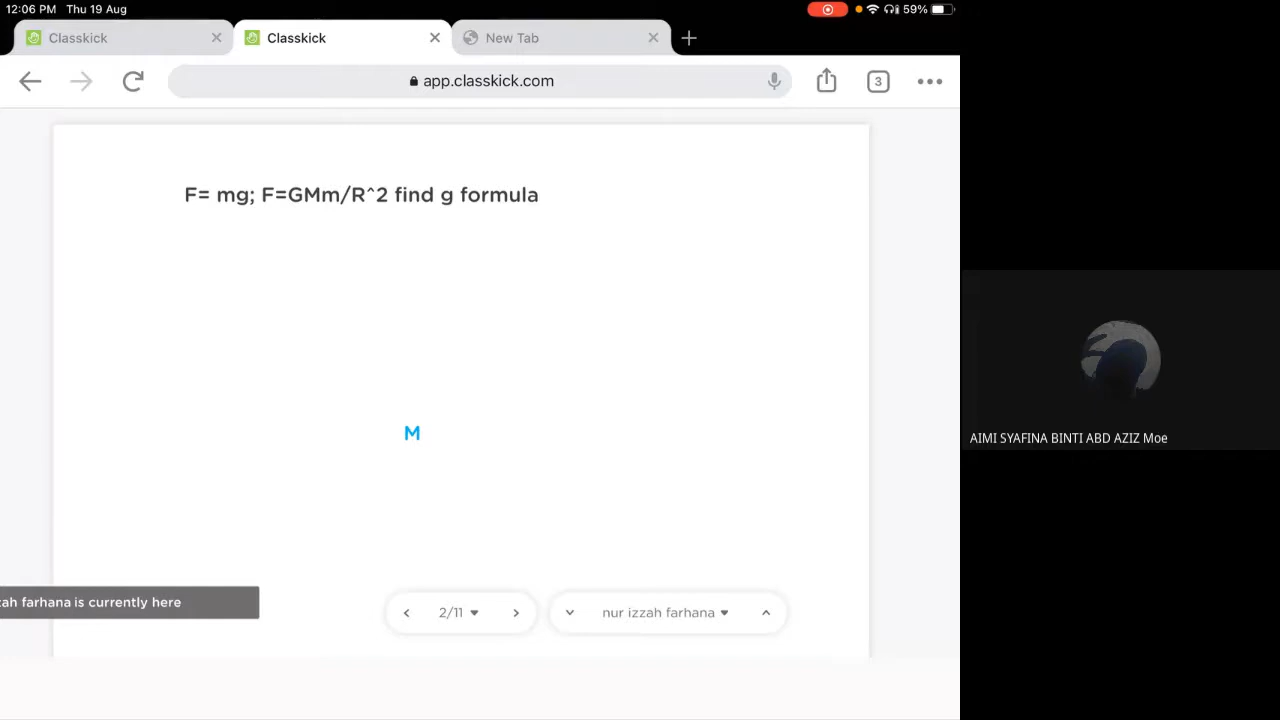 12:06 PM Thu 19 Aug 59%
Classkick Classkick New Tab
app.classkick.com 3
F= mg; F=GMm/R^2 find g formula
M
AIMI SYAFINA BINTI ABD AZIZ Moe
zah farhana is currently here
2/11 nur izzah farhana